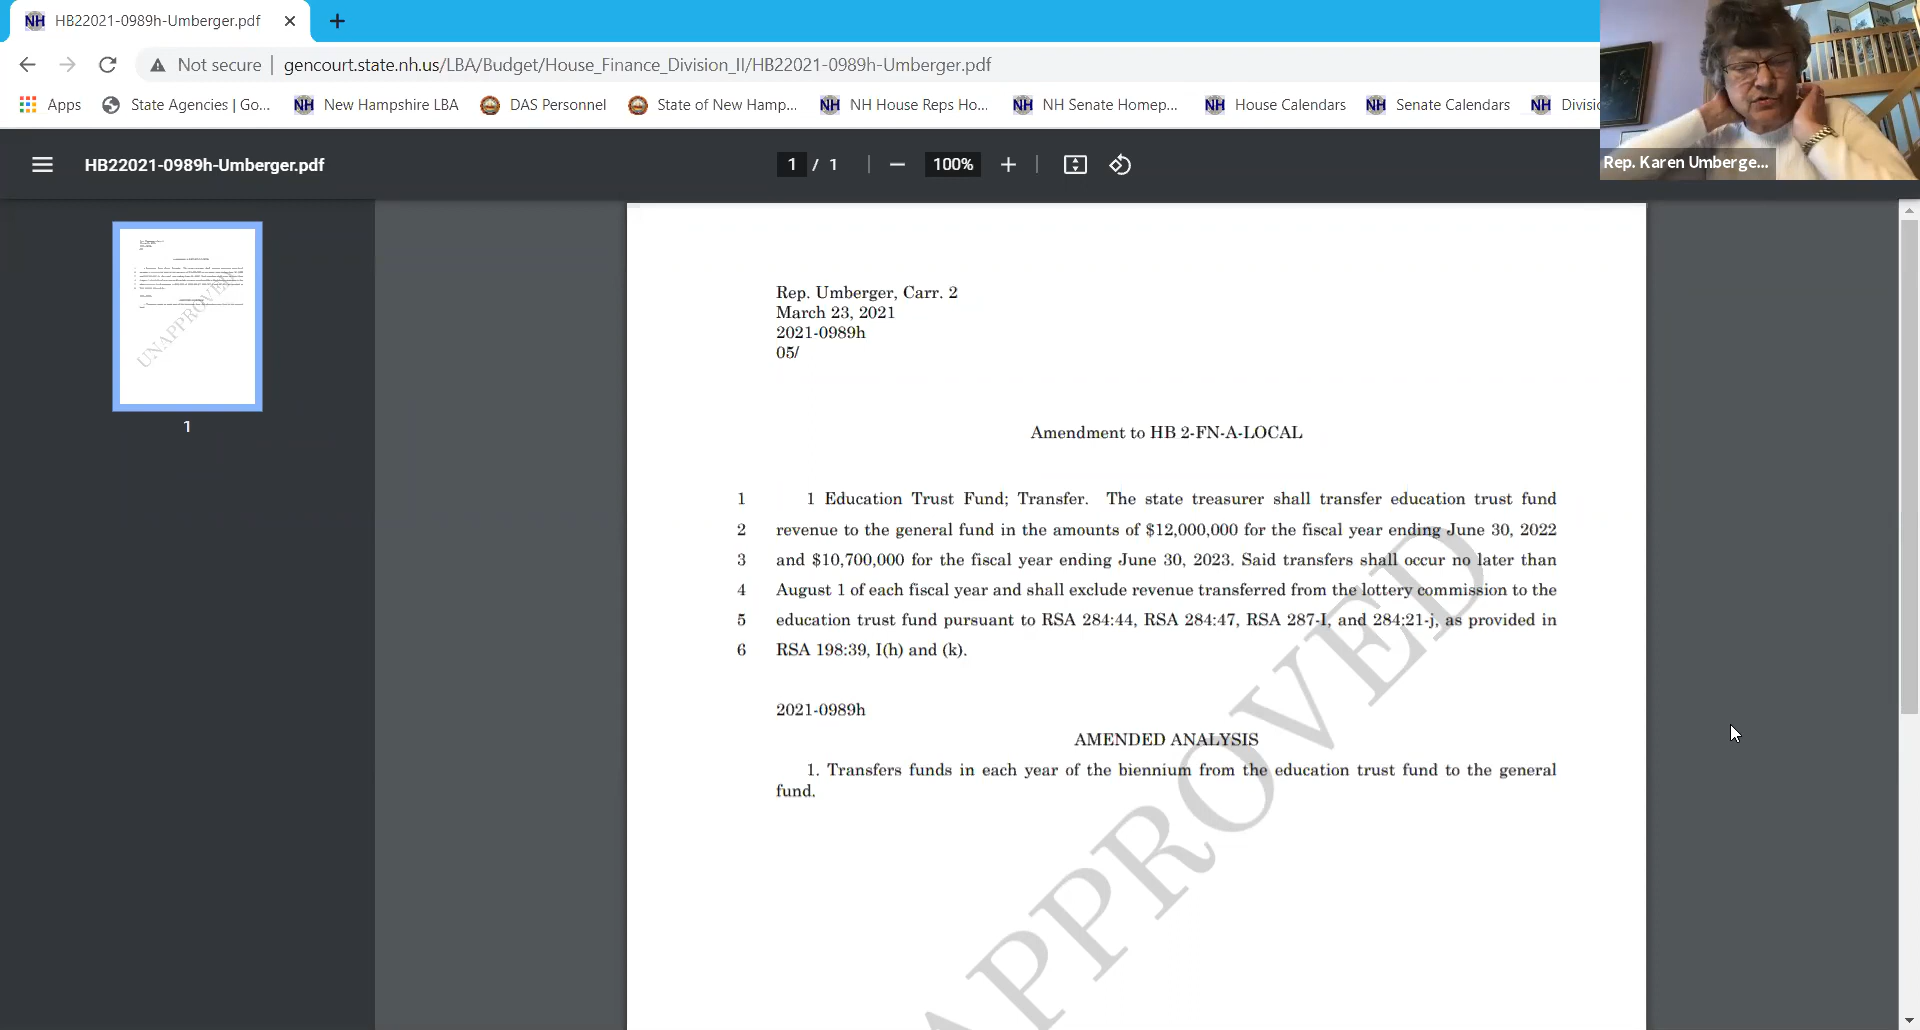 NH HB22021-0989h-Umberger.pdf
Not secure gencourt.state.nh.us/LBA/Budget/House_Finance_Division_II/HB22021-0989h-Umberger.pdf
Apps State Agencies | Go... NH New Hampshire LBA DAS Personnel State of New Hamp... NH NH House Reps Ho... NH NH Senate Homep... NH House Calendars NH Senate Calendars NH
Rep. Karen Umberge...
HB22021-0989h-Umberger.pdf 1 / 1 100%
UNAPPROVED
1
Rep. Umberger, Carr. 2
March 23, 2021
2021-0989h
05/
Amendment to HB 2-FN-A-LOCAL
1 1 Education Trust Fund; Transfer. The state treasurer shall transfer education trust fund
2 revenue to the general fund in the amounts of $12,000,000 for the fiscal year ending June 30, 2022
3 and $10,700,000 for the fiscal year ending June 30, 2023. Said transfers shall occur no later than
4 August 1 of each fiscal year and shall exclude revenue transferred from the lottery commission to the
5 education trust fund pursuant to RSA 284:44, RSA 284:47, RSA 287-I, and 284:21-j, as provided in
6 RSA 198:39, I(h) and (k).
2021-0989h
AMENDED ANALYSIS
1. Transfers funds in each year of the biennium from the education trust fund to the general
fund.
APPROVED